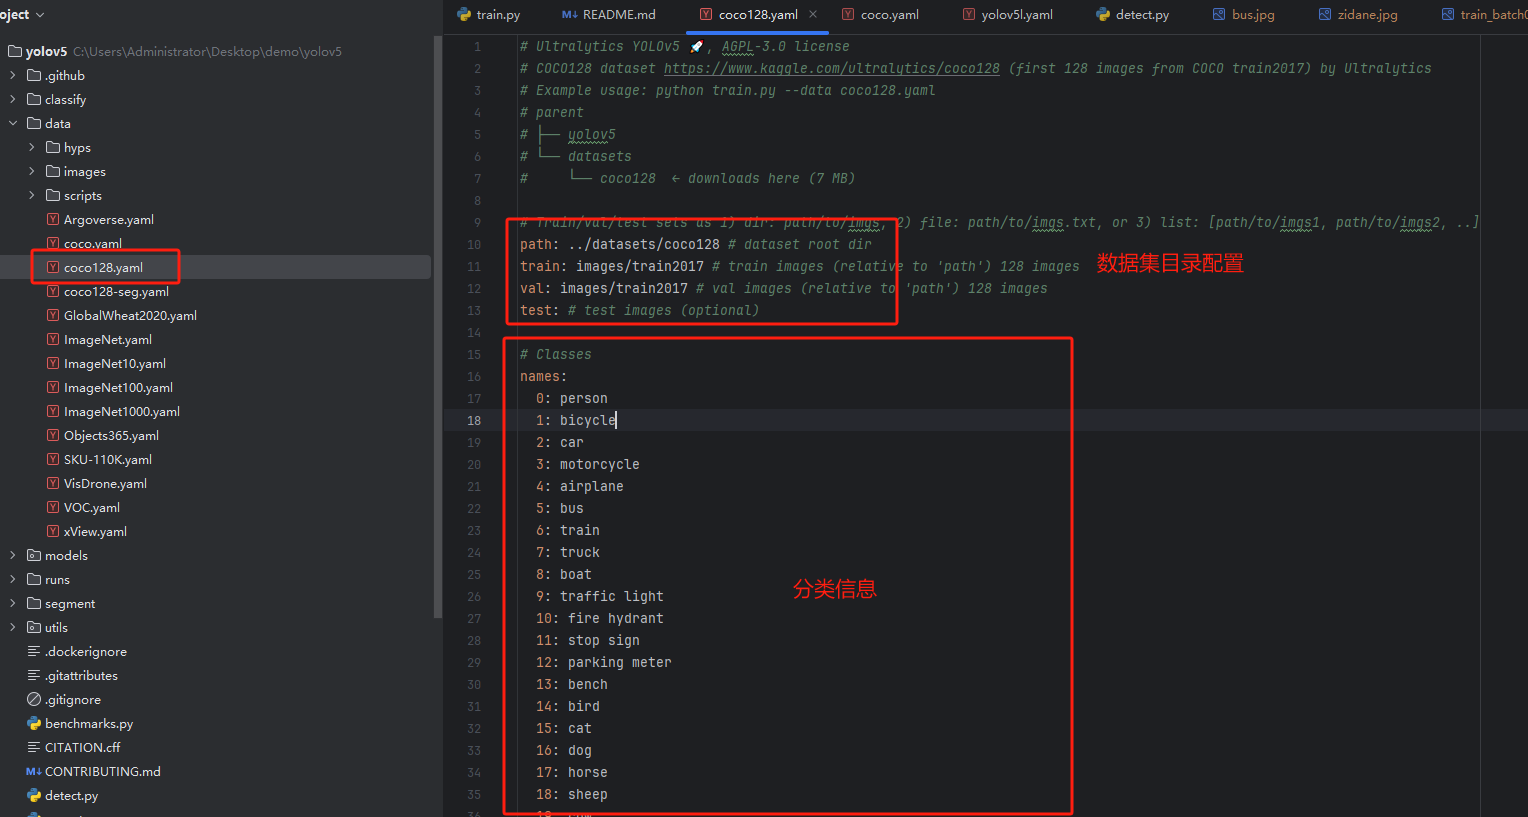 oject
train.py
README.md
coco128.yaml
coco.yaml
yolov5l.yaml
detect.py
bus.jpg
zidane.jpg
train_batch0
yolov5 C:\Users\Administrator\Desktop\demo\yolov5
.github
classify
data
hyps
images
scripts
Argoverse.yaml
coco.yaml
coco128.yaml
coco128-seg.yaml
GlobalWheat2020.yaml
ImageNet.yaml
ImageNet10.yaml
ImageNet100.yaml
ImageNet1000.yaml
Objects365.yaml
SKU-110K.yaml
VisDrone.yaml
VOC.yaml
xView.yaml
models
runs
segment
utils
.dockerignore
.gitattributes
.gitignore
benchmarks.py
CITATION.cff
CONTRIBUTING.md
detect.py
1 # Ultralytics YOLOv5 🚀, AGPL-3.0 license
2 # COCO128 dataset https://www.kaggle.com/ultralytics/coco128 (first 128 images from COCO train2017) by Ultralytics
3 # Example usage: python train.py --data coco128.yaml
4 # parent
5 # ├── yolov5
6 # └── datasets
7 #     └── coco128  ← downloads here (7 MB)
8
9 # Train/val/test sets as 1) dir: path/to/imgs, 2) file: path/to/imgs.txt, or 3) list: [path/to/imgs1, path/to/imgs2, ..]
10 path: ../datasets/coco128 # dataset root dir
11 train: images/train2017 # train images (relative to 'path') 128 images
数据集目录配置
12 val: images/train2017 # val images (relative to 'path') 128 images
13 test: # test images (optional)
14
15 # Classes
16 names:
17 0: person
18 1: bicycle
19 2: car
20 3: motorcycle
21 4: airplane
22 5: bus
23 6: train
24 7: truck
25 8: boat
分类信息
26 9: traffic light
27 10: fire hydrant
28 11: stop sign
29 12: parking meter
30 13: bench
31 14: bird
32 15: cat
33 16: dog
34 17: horse
35 18: sheep